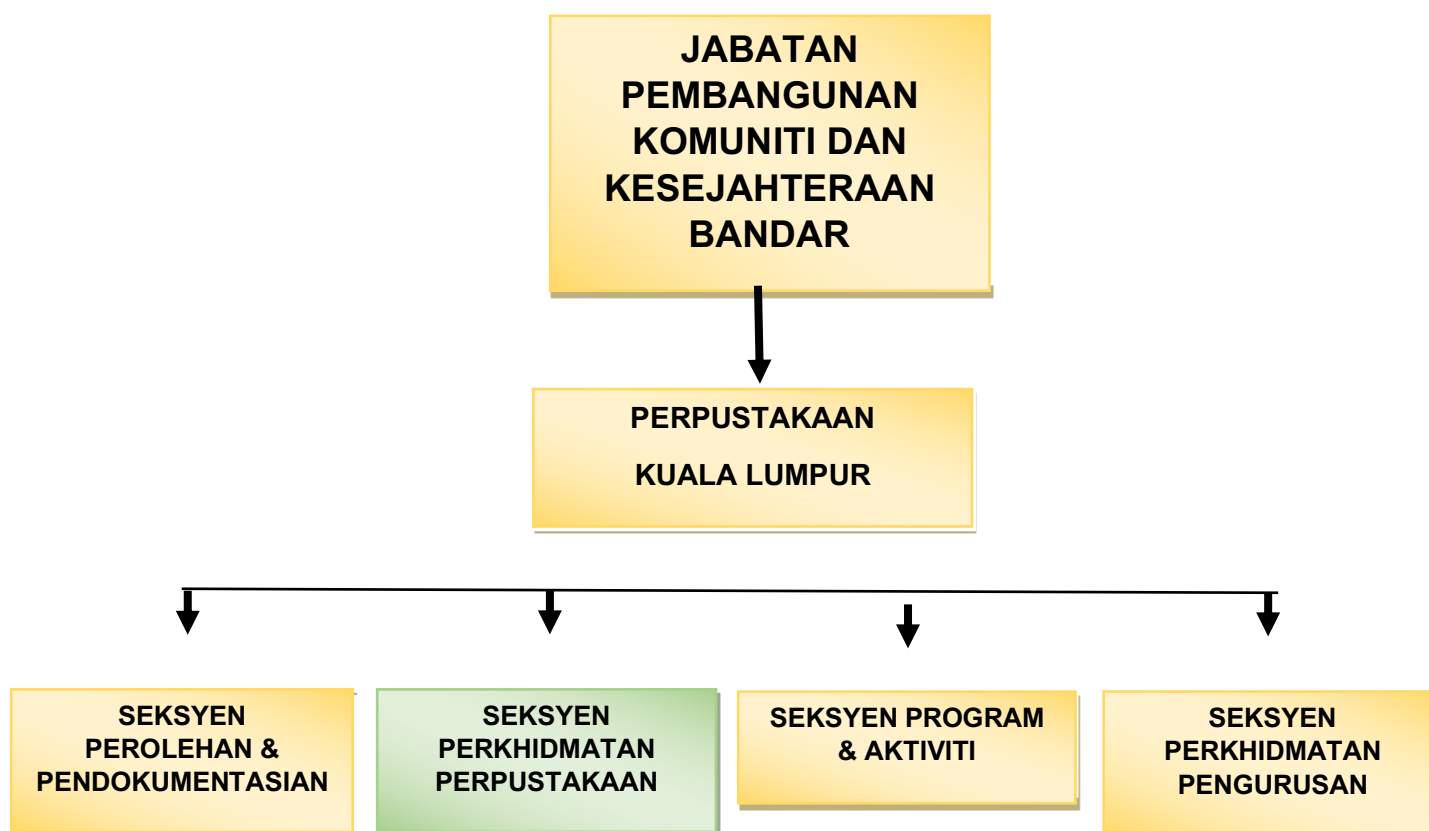 JABATAN
PEMBANGUNAN
KOMUNITI DAN
KESEJAHTERAAN
BANDAR
PERPUSTAKAAN
KUALA LUMPUR
SEKSYEN
PEROLEHAN &
PENDOKUMENTASIAN
SEKSYEN
PERKHIDMATAN
PERPUSTAKAAN
SEKSYEN PROGRAM
& AKTIVITI
SEKSYEN
PERKHIDMATAN
PENGURUSAN